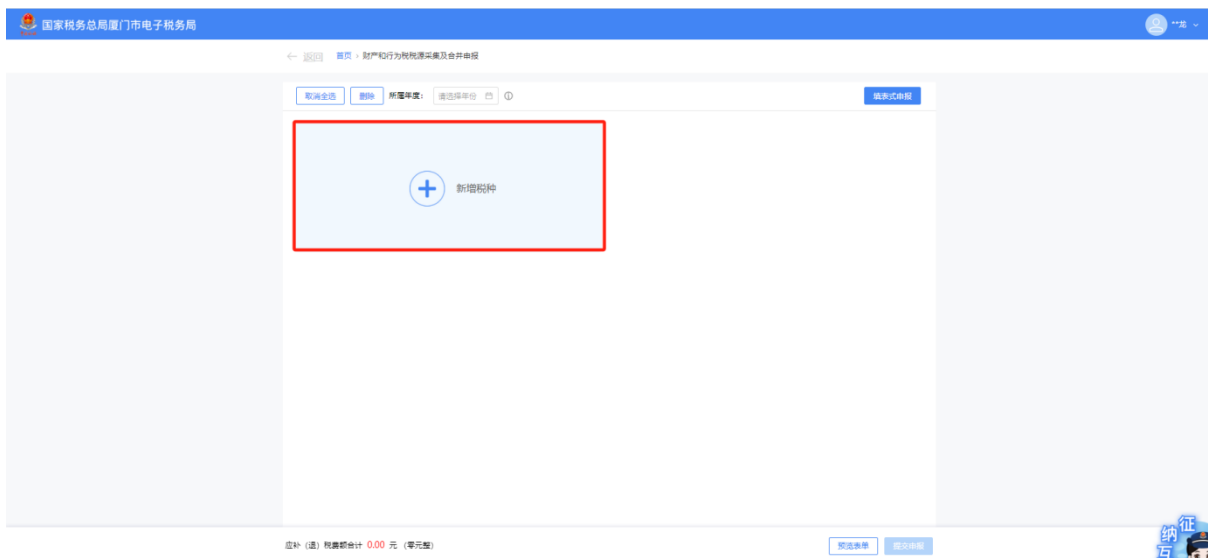 国家税务总局厦门市电子税务局
**龙
← 返回 首页 › 财产和行为税税源采集及合并申报
取消全选 删除 所属年度: 请选择年份 填表式申报
新增税种
应补（退）税费额合计 0.00 元 （零元整） 预览表单 提交申报
征
纳
互